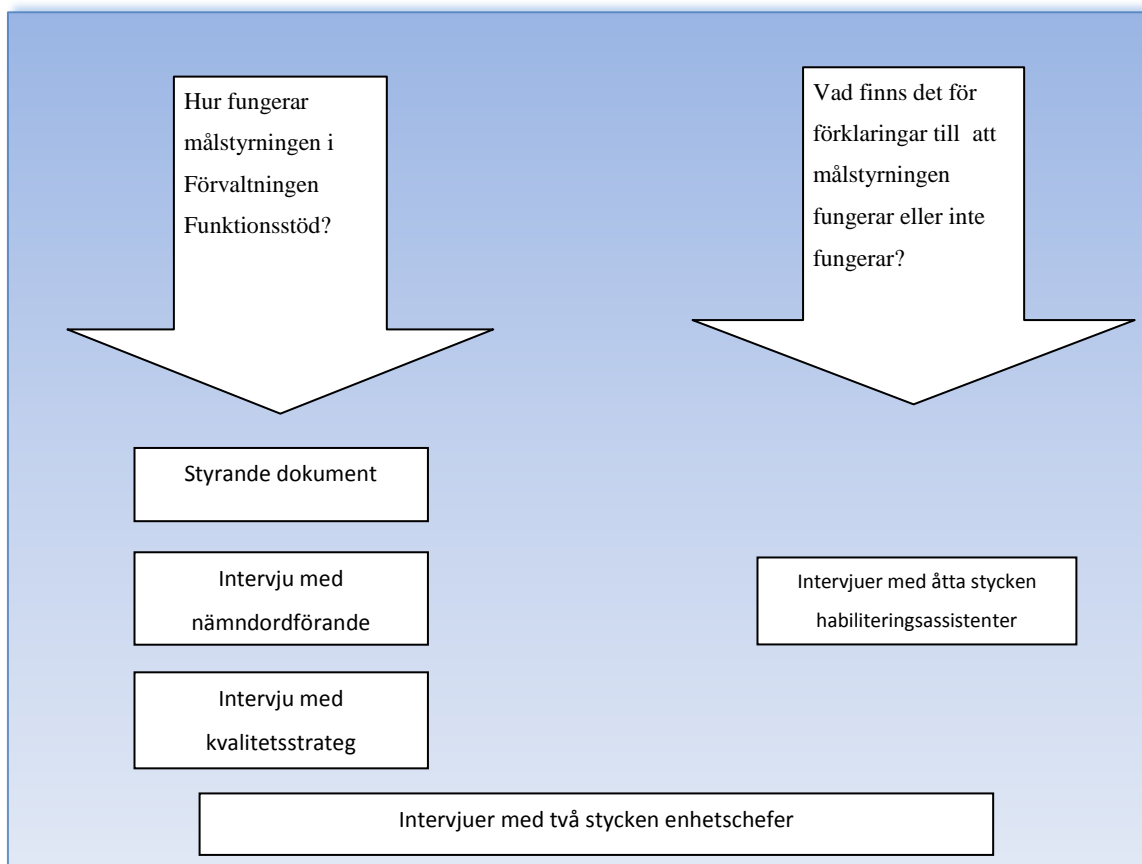 Hur fungerar
målstyrningen i
Förvaltningen
Funktionsstöd?
Vad finns det för
förklaringar till att
målstyrningen
fungerar eller inte
fungerar?
Styrande dokument
Intervju med
nämndordförande
Intervjuer med åtta stycken
habiliteringsassistenter
Intervju med
kvalitetsstrateg
Intervjuer med två stycken enhetschefer